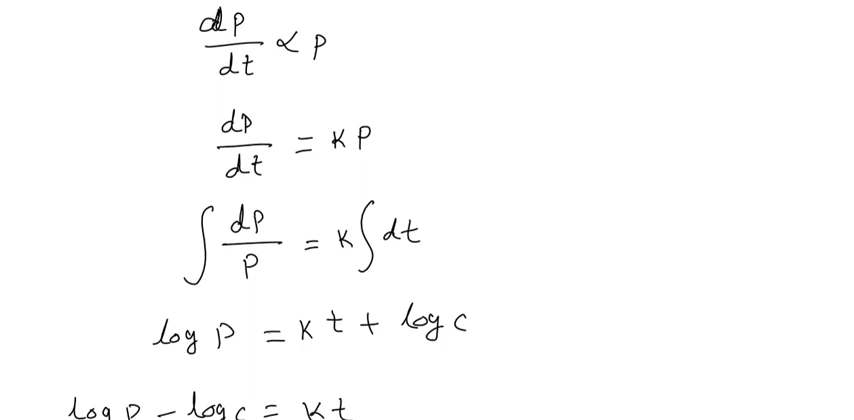 dP/dt ∝ P
dP/dt = KP
∫ dP/P = K∫dt
log P = Kt + log c
log P – log c = Kt